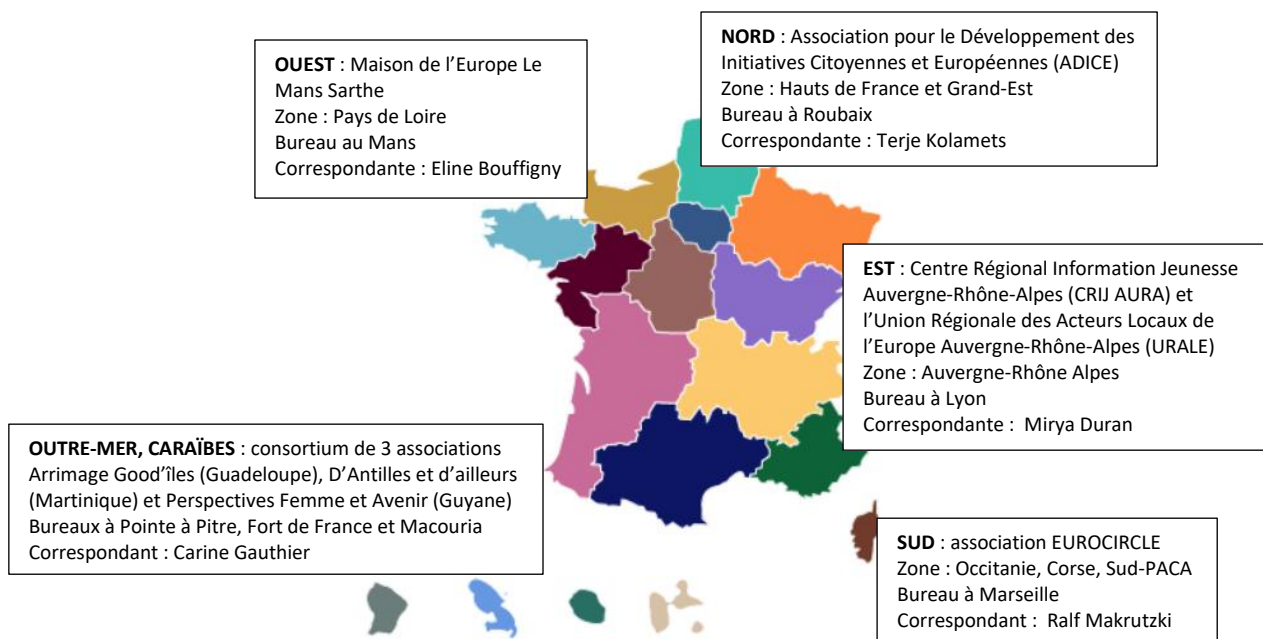 OUEST : Maison de l’Europe Le
Mans Sarthe
Zone : Pays de Loire
Bureau au Mans
Correspondante : Eline Bouffigny
NORD : Association pour le Développement des
Initiatives Citoyennes et Européennes (ADICE)
Zone : Hauts de France et Grand-Est
Bureau à Roubaix
Correspondante : Terje Kolamets
EST : Centre Régional Information Jeunesse
Auvergne-Rhône-Alpes (CRIJ AURA) et
l’Union Régionale des Acteurs Locaux de
l’Europe Auvergne-Rhône-Alpes (URALE)
Zone : Auvergne-Rhône Alpes
Bureau à Lyon
Correspondante :  Mirya Duran
OUTRE-MER, CARAÏBES : consortium de 3 associations
Arrimage Good’îles (Guadeloupe), D’Antilles et d’ailleurs
(Martinique) et Perspectives Femme et Avenir (Guyane)
Bureaux à Pointe à Pitre, Fort de France et Macouria
Correspondant : Carine Gauthier
SUD : association EUROCIRCLE
Zone : Occitanie, Corse, Sud-PACA
Bureau à Marseille
Correspondant :  Ralf Makrutzki